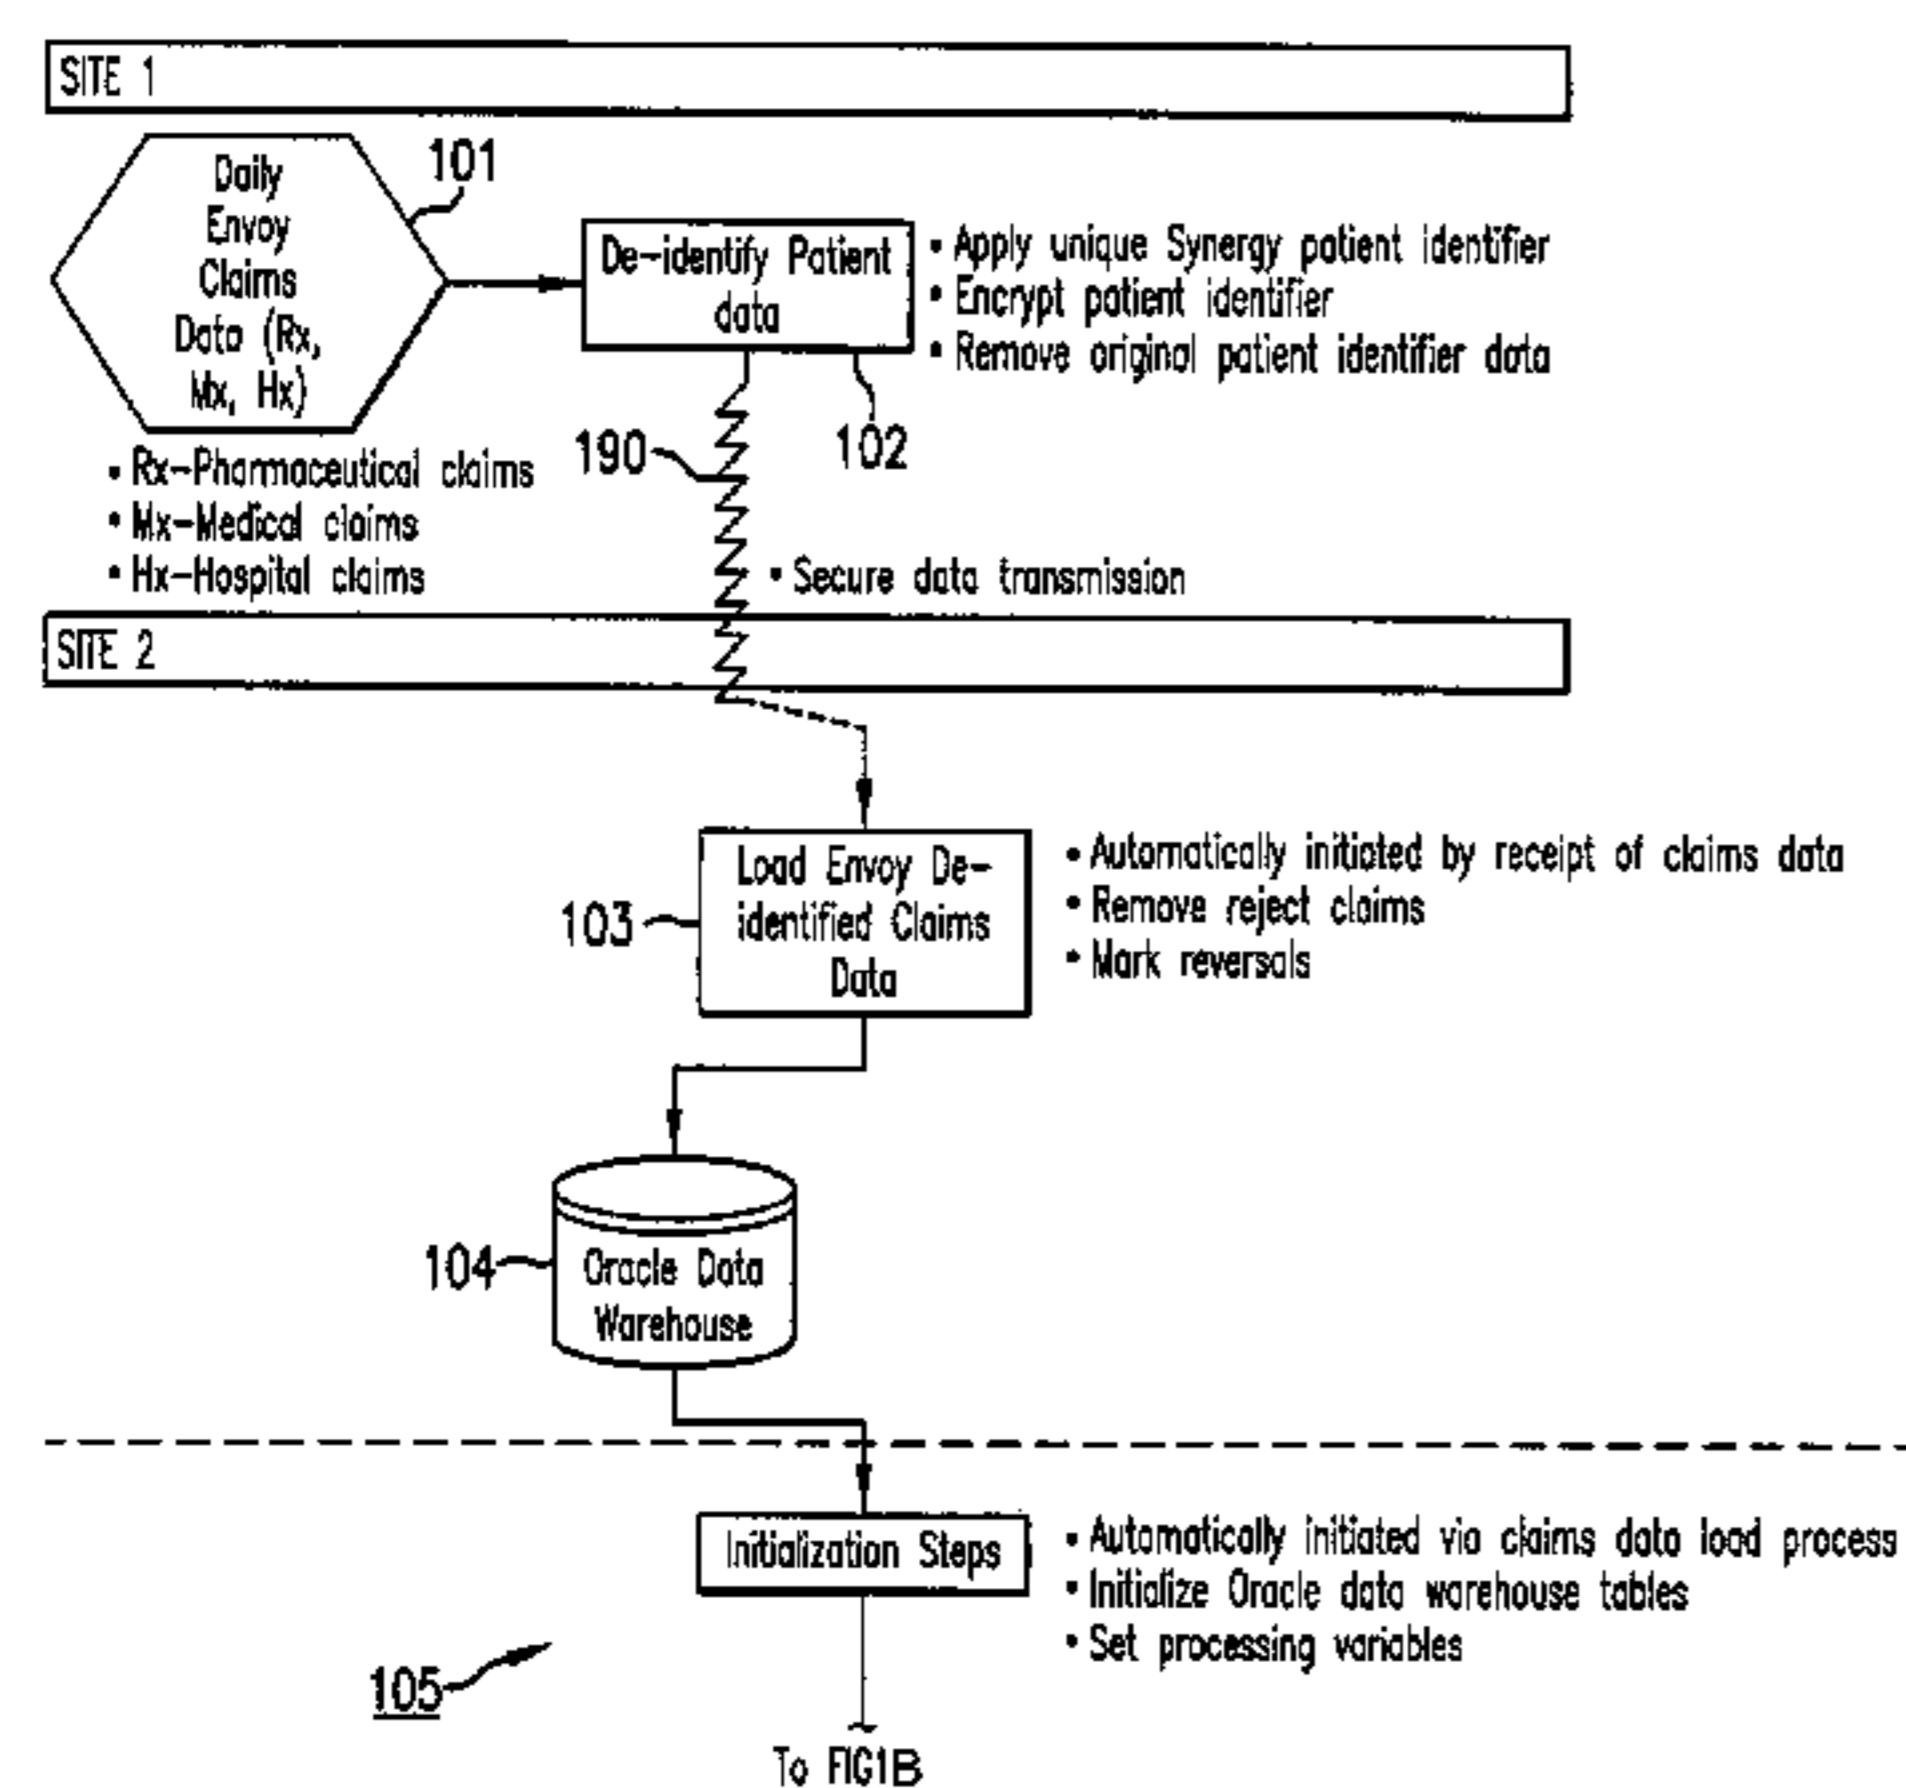 SITE 1
Daily
Envoy
Claims
Data (Rx,
Mx, Hx)
101
De-identify Patient
data
• Apply unique Synergy patient identifier
• Encrypt patient identifier
• Remove original patient identifier data
102
190
• Rx-Pharmaceutical claims
• Mx-Medical claims
• Hx-Hospital claims
• Secure data transmission
SITE 2
Load Envoy De-
identified Claims
Data
103
• Automatically initiated by receipt of claims data
• Remove reject claims
• Mark reversals
104
Oracle Data
Warehouse
Initialization Steps
• Automatically initiated via claims data load process
• Initialize Oracle data warehouse tables
• Set processing variables
105
To FIG1B